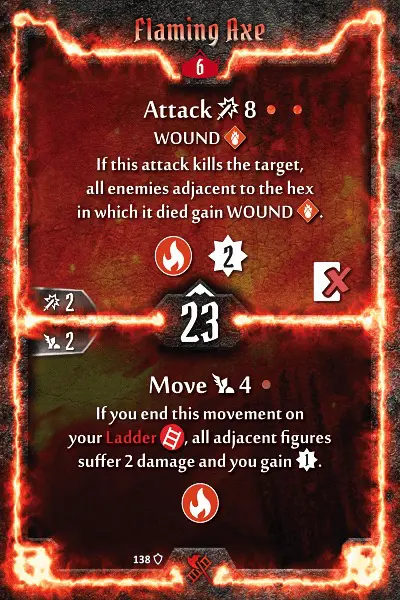 Flaming Axe
6
Attack 8
WOUND
If this attack kills the target,
all enemies adjacent to the hex
in which it died gain WOUND .
2
2
23
2
Move 4
If you end this movement on
your Ladder , all adjacent figures
suffer 2 damage and you gain 1 .
138